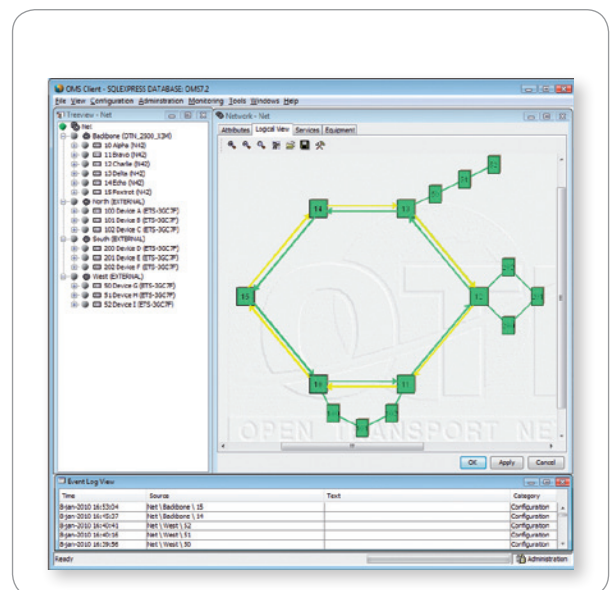 OMS Client - SQLEXPRESS DATABASE: OMS7.2
File View Configuration Administration Monitoring Tools Windows Help
Treeview - Net
Net
Backbone (OTN_2500_X3M)
10 Alpha (N42)
11 Bravo (N42)
12 Charlie (N42)
13 Delta (N42)
14 Echo (N42)
15 Foxtrot (N42)
North (EXTERNAL)
100 Device A (ETS-3GC7F)
101 Device B (ETS-3GC7F)
102 Device C (ETS-3GC7F)
South (EXTERNAL)
200 Device D (ETS-3GC7F)
201 Device E (ETS-3GC7F)
202 Device F (ETS-3GC7F)
West (EXTERNAL)
50 Device G (ETS-3GC7F)
51 Device H (ETS-3GC7F)
52 Device I (ETS-3GC7F)
Network - Net
Attributes Logical View Services Equipment
14
13
15
12
10
11
OPEN TRANSPORT NE
OK Apply Cancel
Event Log View
Time Source Text Category
8-jan-2010 16:53:04 Net \ Backbone \ 15 Configuration
8-jan-2010 16:45:37 Net \ Backbone \ 14 Configuration
8-jan-2010 16:40:41 Net \ West \ 52 Configuration
8-jan-2010 16:40:16 Net \ West \ 51 Configuration
8-jan-2010 16:39:56 Net \ West \ 50 Configuration
Ready Administration